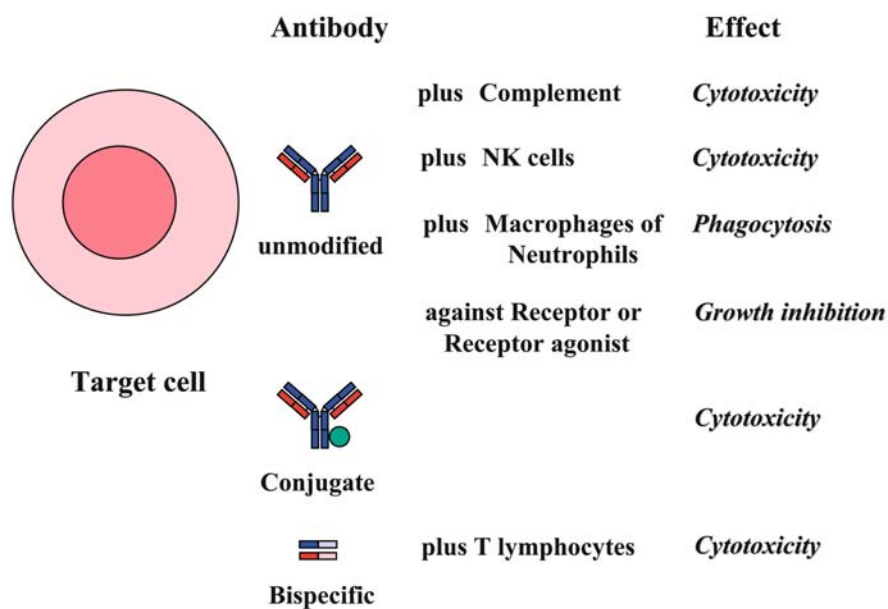 Antibody Effect
plus Complement Cytotoxicity
plus NK cells Cytotoxicity
unmodified plus Macrophages of Phagocytosis
Neutrophils
against Receptor or Growth inhibition
Receptor agonist
Target cell
Cytotoxicity
Conjugate
plus T lymphocytes Cytotoxicity
Bispecific